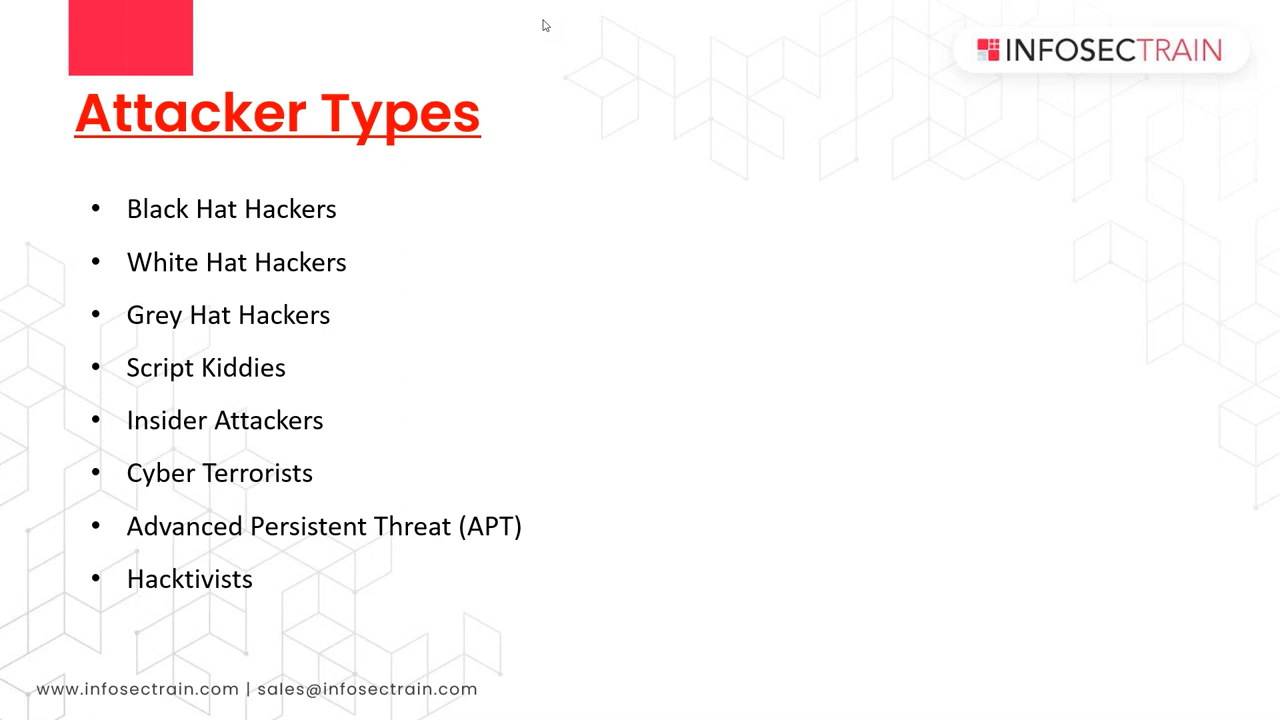 INFOSECTRAIN
Attacker Types
• Black Hat Hackers
• White Hat Hackers
• Grey Hat Hackers
• Script Kiddies
• Insider Attackers
• Cyber Terrorists
• Advanced Persistent Threat (APT)
• Hacktivists
www.infosectrain.com | sales@infosectrain.com